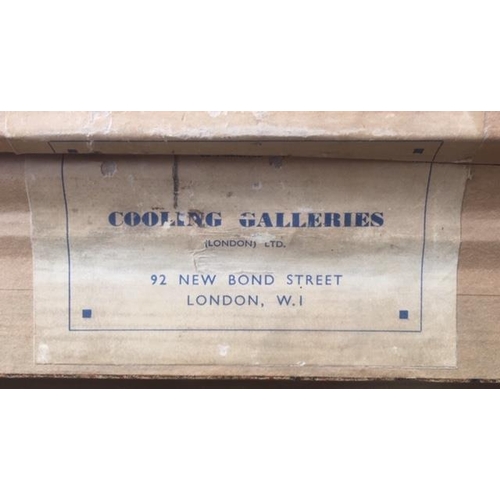 COOLING GALLERIES
(LONDON) LTD.
92 NEW BOND STREET
LONDON, W.1